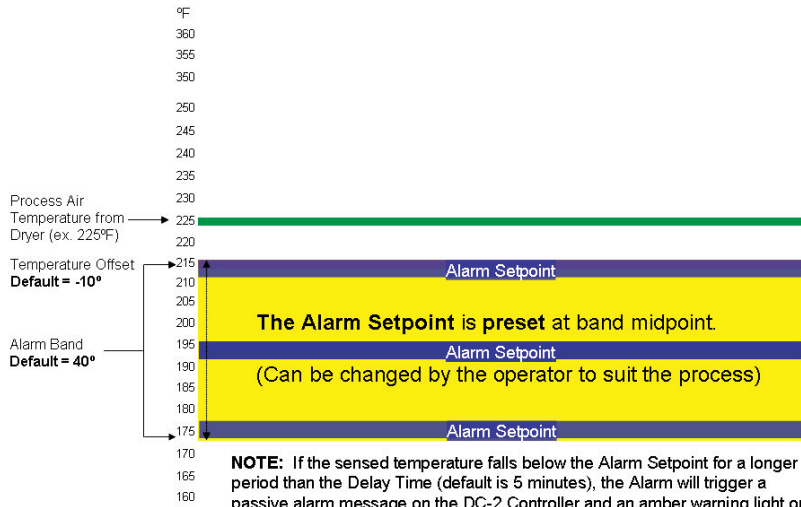 ºF
360
355
350
250
245
240
235
230
Process Air
Temperature from
Dryer (ex. 225ºF)
225
220
Temperature Offset
Default = -10º
215
Alarm Setpoint
210
205
The Alarm Setpoint is preset at band midpoint.
200
195
Alarm Band
Default = 40º
Alarm Setpoint
190
(Can be changed by the operator to suit the process)
185
180
175
Alarm Setpoint
170
165
160
NOTE: If the sensed temperature falls below the Alarm Setpoint for a longer
period than the Delay Time (default is 5 minutes), the Alarm will trigger a
passive alarm message on the DC-2 Controller and an amber warning light on